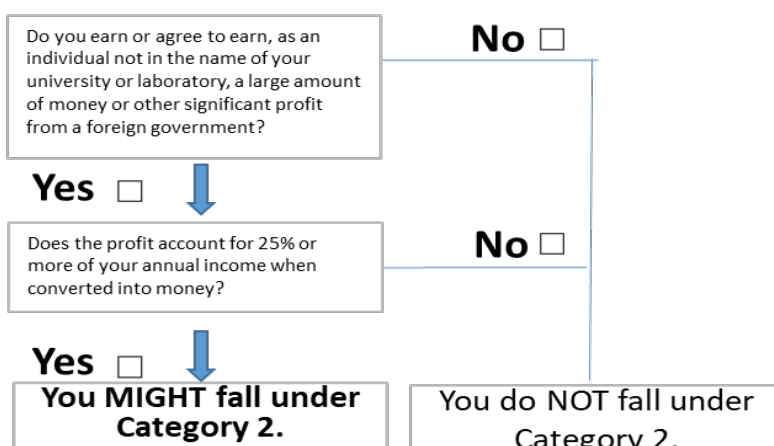 Do you earn or agree to earn, as an
individual not in the name of your
university or laboratory, a large amount
of money or other significant profit
from a foreign government?
No □
Yes □
Does the profit account for 25% or
more of your annual income when
converted into money?
No □
Yes □
You MIGHT fall under
Category 2.
You do NOT fall under
Category 2.